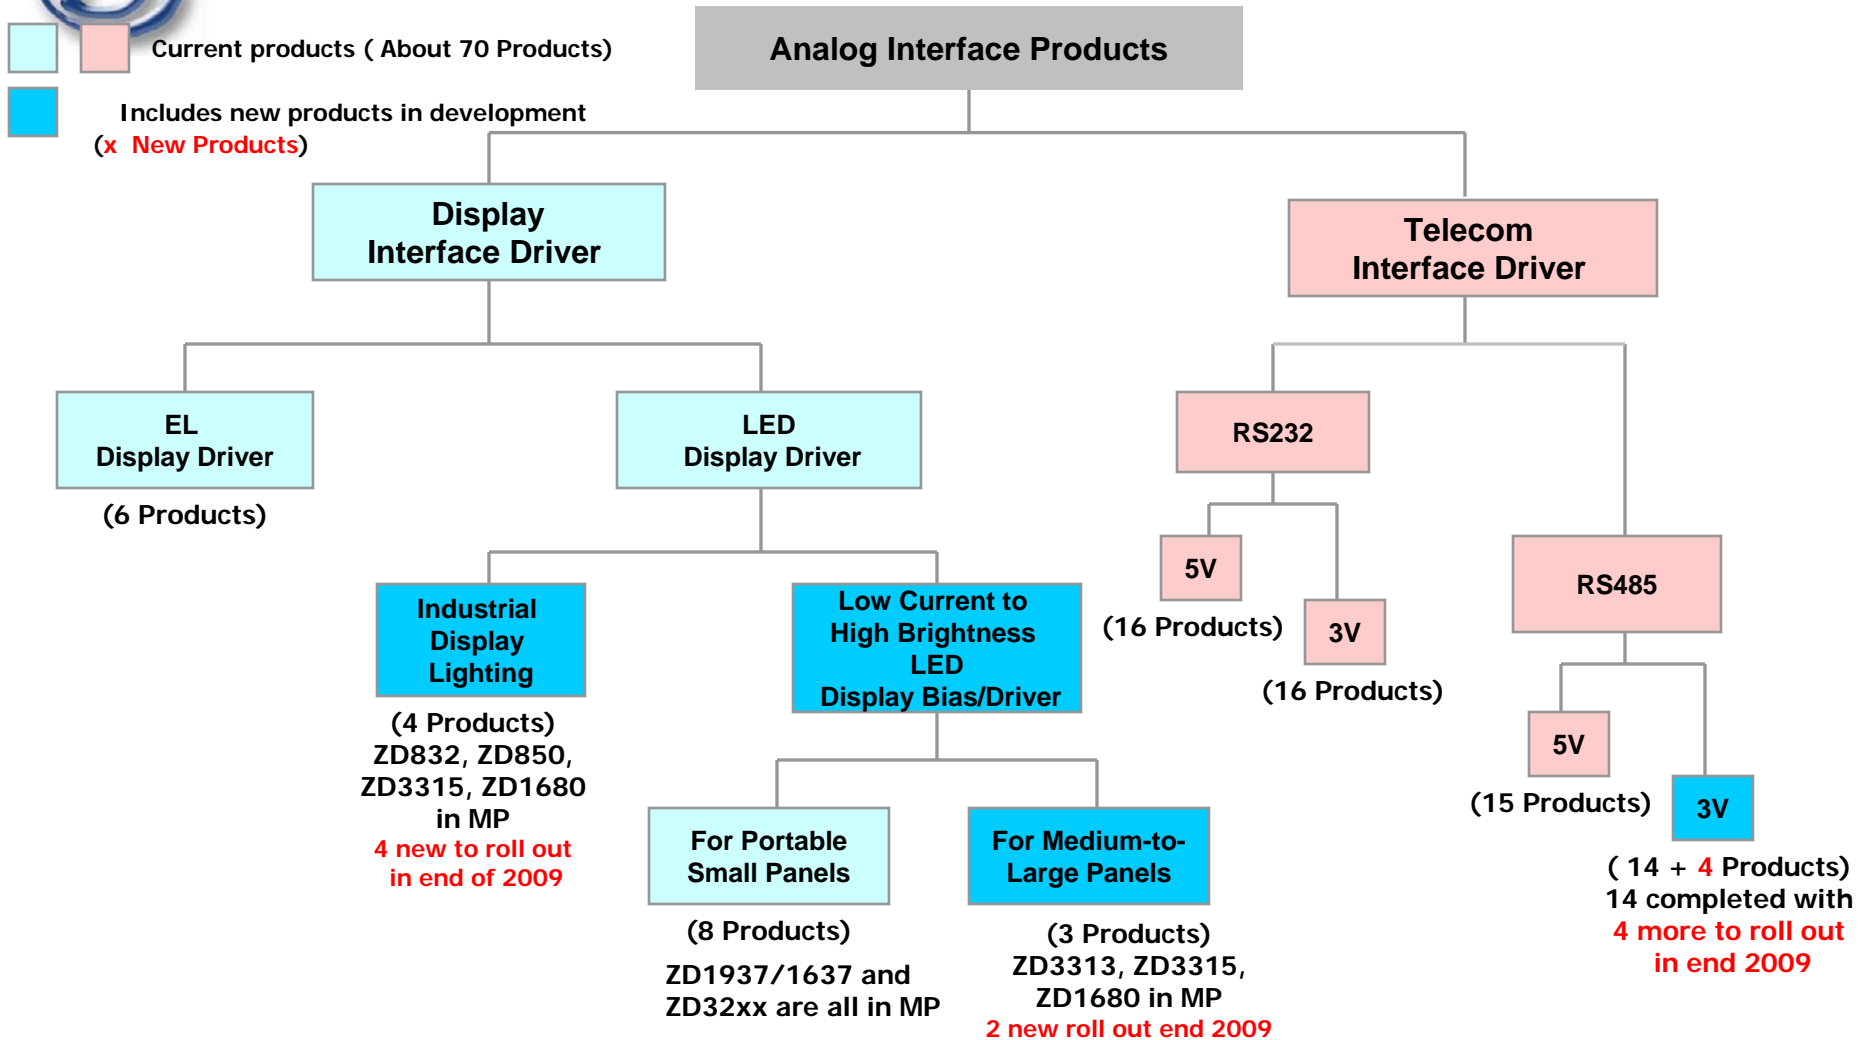 Current products ( About 70 Products)
Includes new products in development
(x New Products)
Analog Interface Products
Display
Interface Driver
Telecom
Interface Driver
EL
Display Driver
(6 Products)
LED
Display Driver
RS232
5V
(16 Products)
3V
(16 Products)
RS485
5V
(15 Products)
3V
( 14 + 4 Products)
14 completed with
4 more to roll out
in end 2009
Industrial
Display
Lighting
(4 Products)
ZD832, ZD850,
ZD3315, ZD1680
in MP
4 new to roll out
in end of 2009
Low Current to
High Brightness
LED
Display Bias/Driver
For Portable
Small Panels
(8 Products)
ZD1937/1637 and
ZD32xx are all in MP
For Medium-to-
Large Panels
(3 Products)
ZD3313, ZD3315,
ZD1680 in MP
2 new roll out end 2009